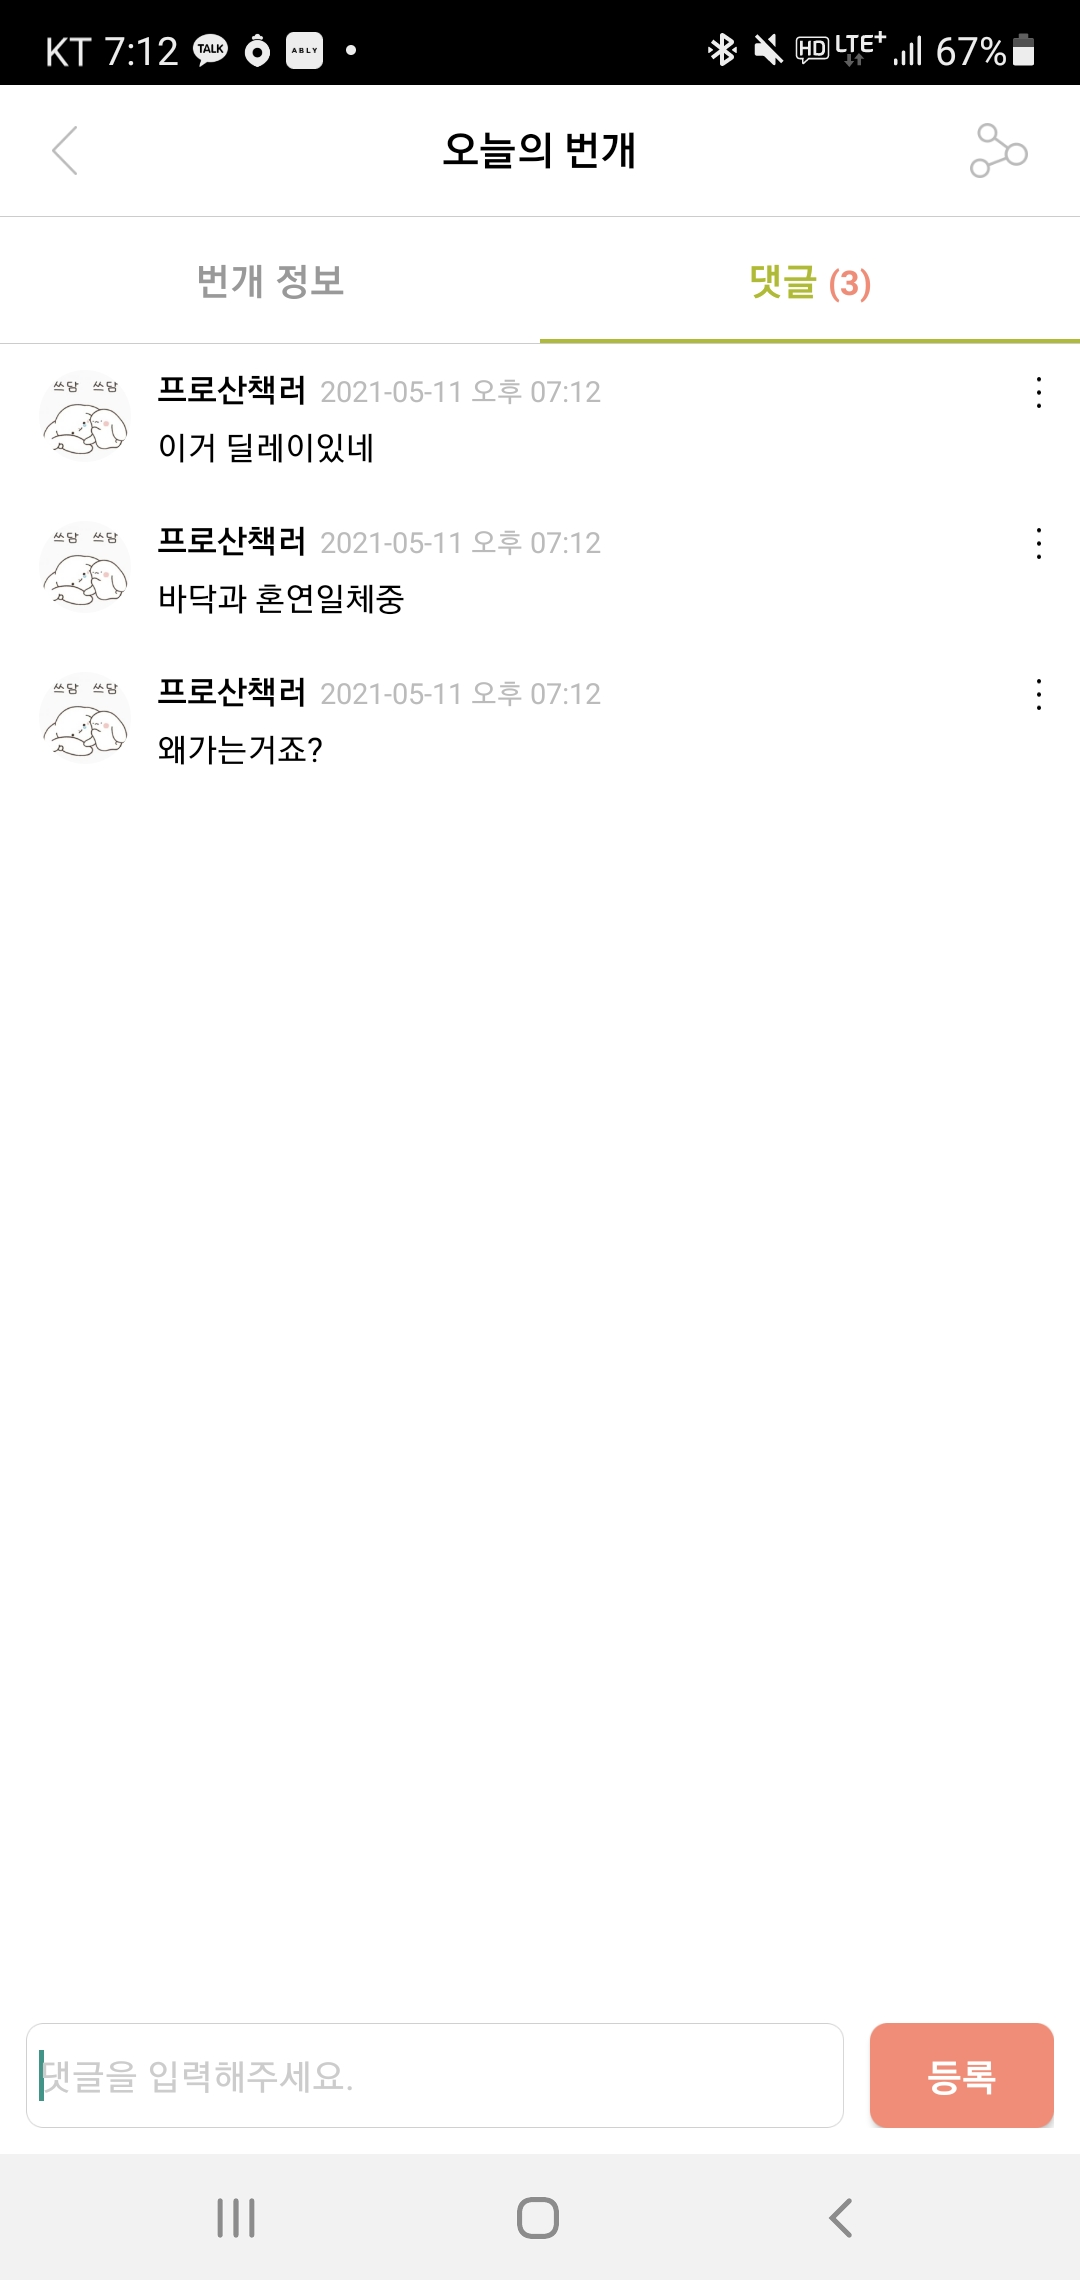 KT 7:12 TALK ABLY HD LTE+ 67%
오늘의 번개
번개 정보
댓글 (3)
쓰담 쓰담
프로산책러 2021-05-11 오후 07:12
이거 딜레이있네
쓰담 쓰담
프로산책러 2021-05-11 오후 07:12
바닥과 혼연일체중
쓰담 쓰담
프로산책러 2021-05-11 오후 07:12
왜가는거죠?
댓글을 입력해주세요.
등록